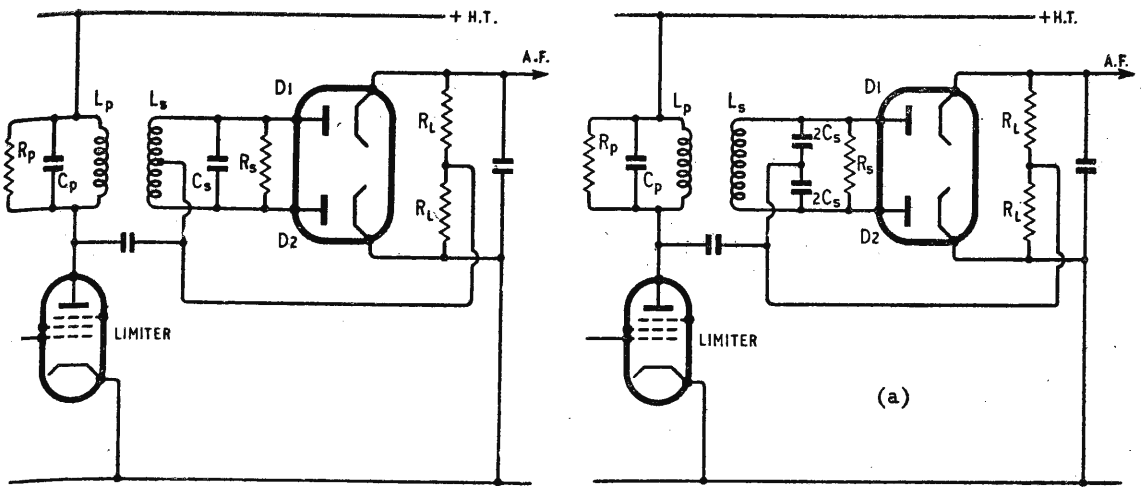 + H.T.
A.F.
D1
Lp
Ls
RL
Rp
Cp
Cs
Rs
RL
D2
LIMITER
+H.T.
A.F.
D1
Lp
Ls
RL
2Cs
Rp
Cp
Rs
2Cs
RL
D2
LIMITER
(a)